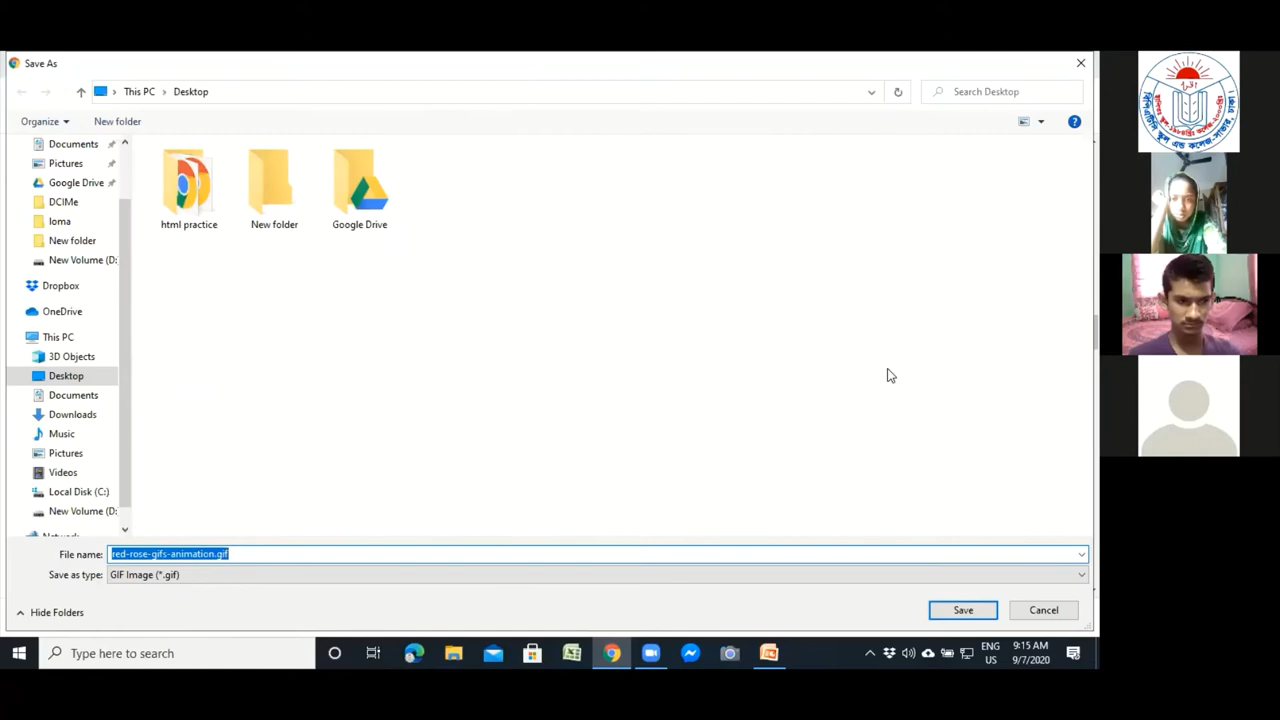 Save As
This PC > Desktop
Search Desktop
Organize
New folder
Documents
Pictures
Google Drive
DCIMe
loma
New folder
New Volume (D:
Dropbox
OneDrive
This PC
3D Objects
Desktop
Documents
Downloads
Music
Pictures
Videos
Local Disk (C:)
New Volume (D:
html practice
New folder
Google Drive
File name: red-rose-gifs-animation.gif
Save as type: GIF Image (*.gif)
Hide Folders
Save
Cancel
Type here to search
ENG
US
9:15 AM
9/7/2020